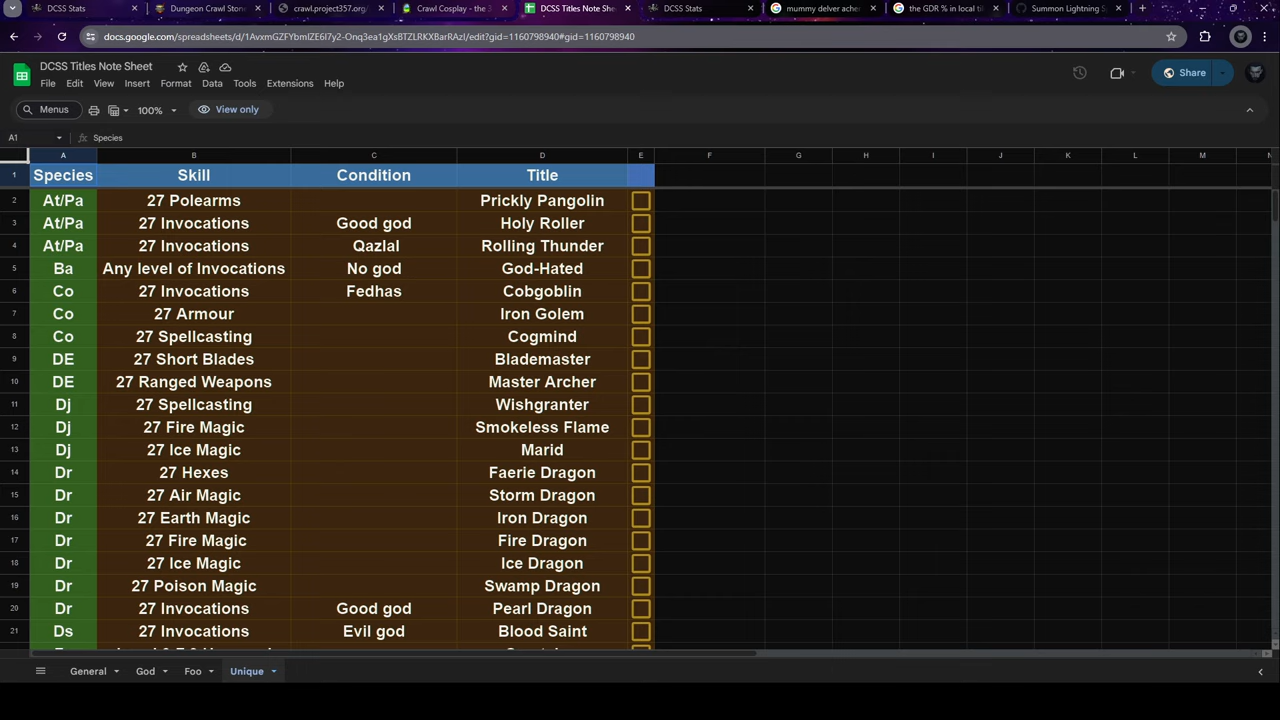 DCSS Stats
Dungeon Crawl Stone
crawl.project357.org/
Crawl Cosplay - the
DCSS Titles Note Sheet
DCSS Stats
mummy delver acher
the GDR % in local til
Summon Lightning S
docs.google.com/spreadsheets/d/1AvxmGZFYbmlZE6I7y2-Onq3ea1gXsBTZLRKXBarRAzI/edit?gid=1160798940#gid=1160798940
DCSS Titles Note Sheet
File Edit View Insert Format Data Tools Extensions Help
Share
Menus
100%
View only
A1
fx Species
A B C D E F G H I J K L M N
1 Species Skill Condition Title
2 At/Pa 27 Polearms Prickly Pangolin
3 At/Pa 27 Invocations Good god Holy Roller
4 At/Pa 27 Invocations Qazlal Rolling Thunder
5 Ba Any level of Invocations No god God-Hated
6 Co 27 Invocations Fedhas Cobgoblin
7 Co 27 Armour Iron Golem
8 Co 27 Spellcasting Cogmind
9 DE 27 Short Blades Blademaster
10 DE 27 Ranged Weapons Master Archer
11 Dj 27 Spellcasting Wishgranter
12 Dj 27 Fire Magic Smokeless Flame
13 Dj 27 Ice Magic Marid
14 Dr 27 Hexes Faerie Dragon
15 Dr 27 Air Magic Storm Dragon
16 Dr 27 Earth Magic Iron Dragon
17 Dr 27 Fire Magic Fire Dragon
18 Dr 27 Ice Magic Ice Dragon
19 Dr 27 Poison Magic Swamp Dragon
20 Dr 27 Invocations Good god Pearl Dragon
21 Ds 27 Invocations Evil god Blood Saint
General God Foo Unique